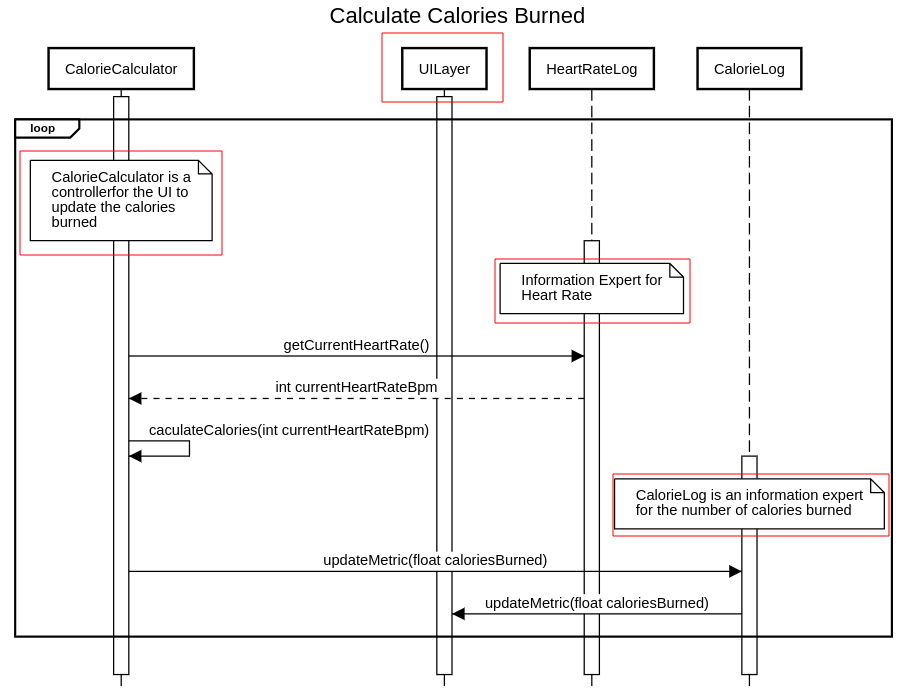 Calculate Calories Burned
CalorieCalculator
UILayer
HeartRateLog
CalorieLog
loop
CalorieCalculator is a
controllerfor the UI to
update the calories
burned
Information Expert for
Heart Rate
getCurrentHeartRate()
int currentHeartRateBpm
caculateCalories(int currentHeartRateBpm)
CalorieLog is an information expert
for the number of calories burned
updateMetric(float caloriesBurned)
updateMetric(float caloriesBurned)